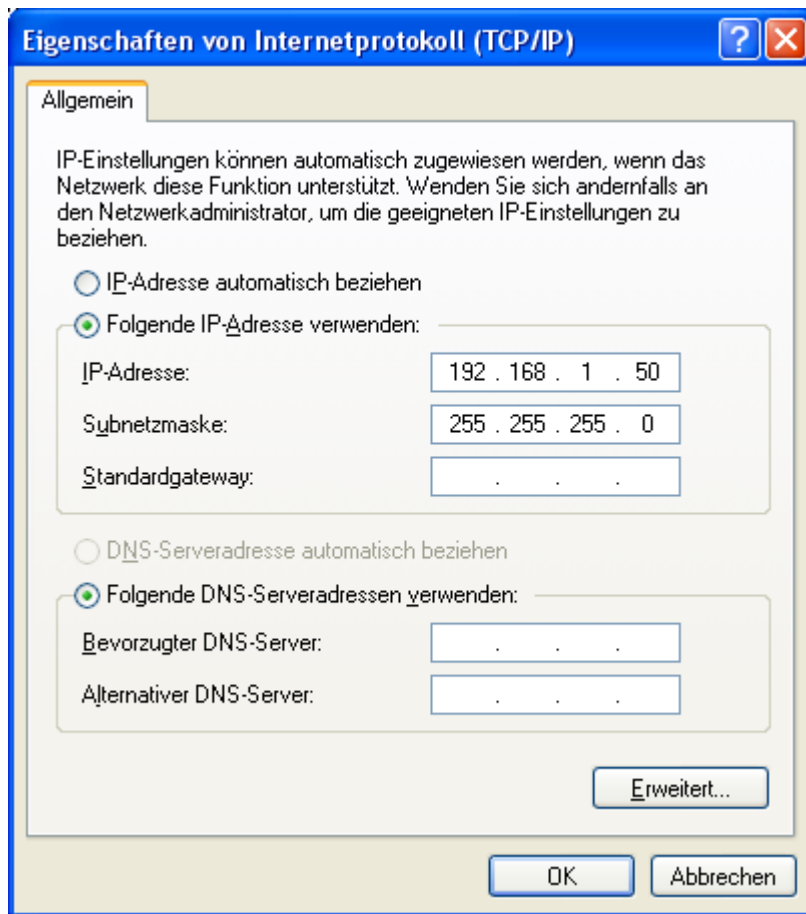 Eigenschaften von Internetprotokoll (TCP/IP)
Allgemein
IP-Einstellungen können automatisch zugewiesen werden, wenn das
Netzwerk diese Funktion unterstützt. Wenden Sie sich andernfalls an
den Netzwerkadministrator, um die geeigneten IP-Einstellungen zu
beziehen.
IP-Adresse automatisch beziehen
Folgende IP-Adresse verwenden:
IP-Adresse: 192 . 168 . 1 . 50
Subnetzmaske: 255 . 255 . 255 . 0
Standardgateway: . . .
DNS-Serveradresse automatisch beziehen
Folgende DNS-Serveradressen verwenden:
Bevorzugter DNS-Server: . . .
Alternativer DNS-Server: . . .
Erweitert...
OK Abbrechen